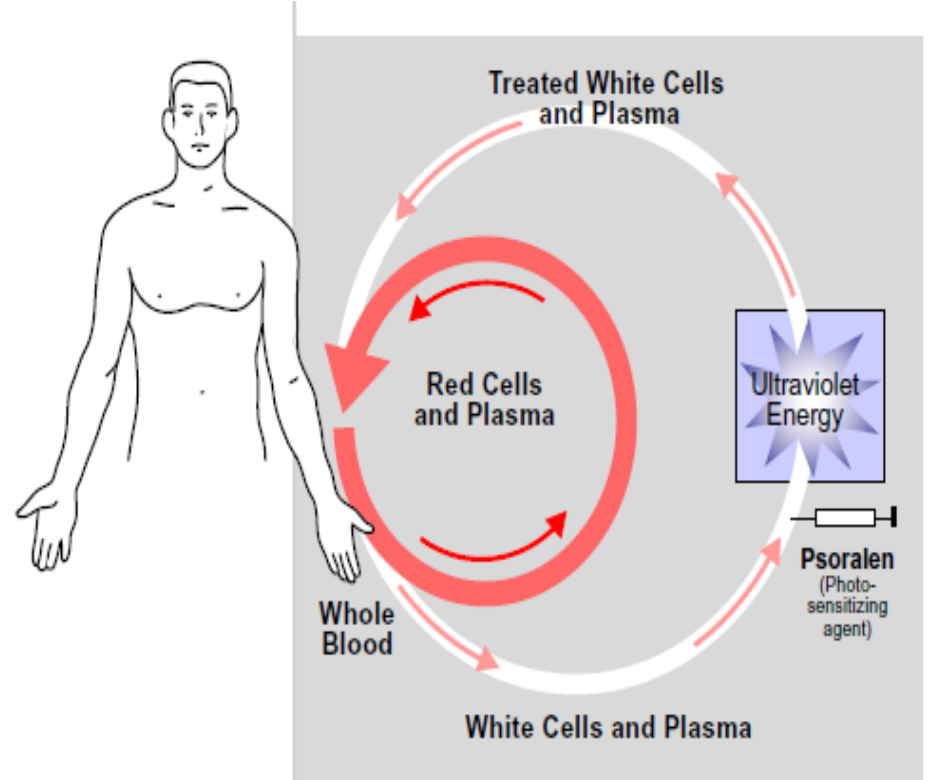 Treated White Cells
and Plasma
Red Cells
and Plasma
Ultraviolet
Energy
Psoralen
(Photo-
sensitizing
agent)
Whole
Blood
White Cells and Plasma